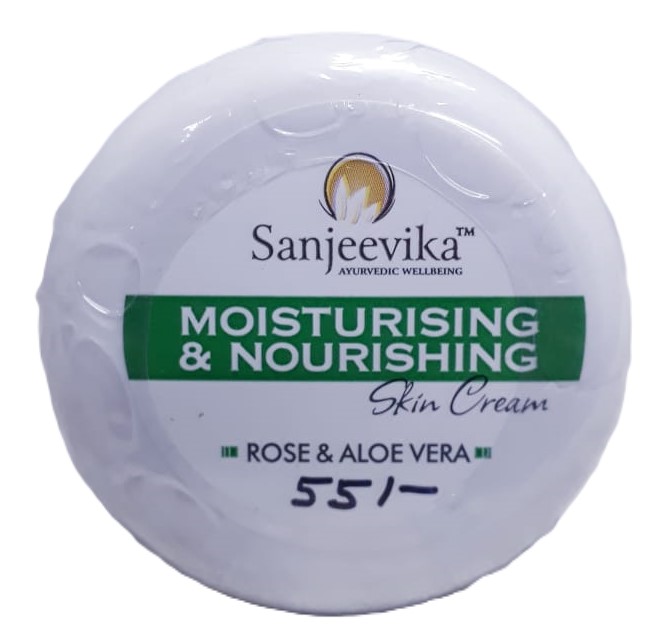 Sanjeevika™
AYURVEDIC WELLBEING
MOISTURISING
& NOURISHING
Skin Cream
ROSE & ALOE VERA
55/-